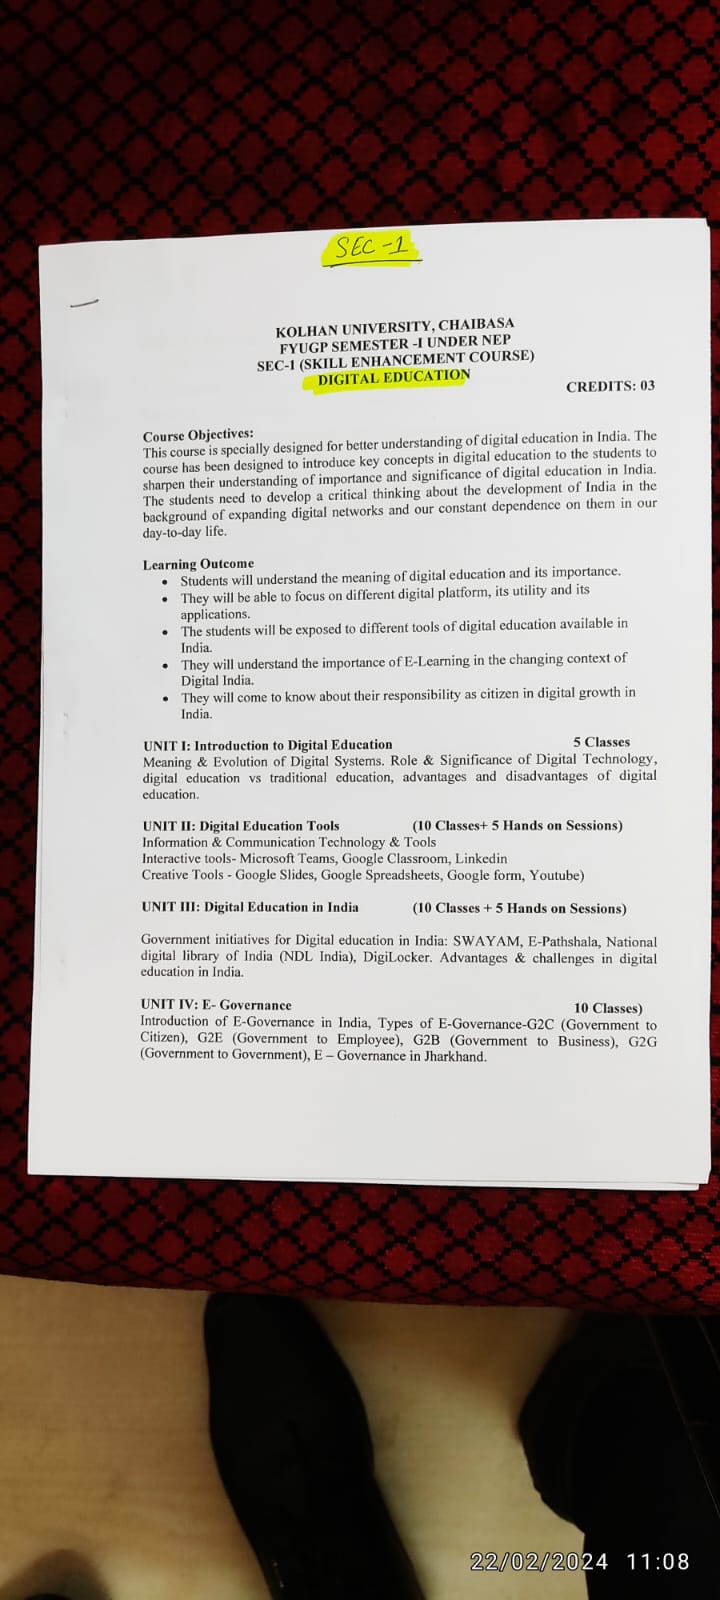 SEC-1
KOLHAN UNIVERSITY, CHAIBASA
FYUGP SEMESTER -I UNDER NEP
SEC-1 (SKILL ENHANCEMENT COURSE)
DIGITAL EDUCATION
CREDITS: 03
Course Objectives:
This course is specially designed for better understanding of digital education in India. The
course has been designed to introduce key concepts in digital education to the students to
sharpen their understanding of importance and significance of digital education in India.
The students need to develop a critical thinking about the development of India in the
background of expanding digital networks and our constant dependence on them in our
day-to-day life.
Learning Outcome
• Students will understand the meaning of digital education and its importance.
• They will be able to focus on different digital platform, its utility and its
applications.
• The students will be exposed to different tools of digital education available in
India.
• They will understand the importance of E-Learning in the changing context of
Digital India.
• They will come to know about their responsibility as citizen in digital growth in
India.
UNIT I: Introduction to Digital Education 5 Classes
Meaning & Evolution of Digital Systems. Role & Significance of Digital Technology,
digital education vs traditional education, advantages and disadvantages of digital
education.
UNIT II: Digital Education Tools (10 Classes+ 5 Hands on Sessions)
Information & Communication Technology & Tools
Interactive tools- Microsoft Teams, Google Classroom, Linkedin
Creative Tools - Google Slides, Google Spreadsheets, Google form, Youtube)
UNIT III: Digital Education in India (10 Classes + 5 Hands on Sessions)
Government initiatives for Digital education in India: SWAYAM, E-Pathshala, National
digital library of India (NDL India), DigiLocker. Advantages & challenges in digital
education in India.
UNIT IV: E- Governance 10 Classes)
Introduction of E-Governance in India, Types of E-Governance-G2C (Government to
Citizen), G2E (Government to Employee), G2B (Government to Business), G2G
(Government to Government), E – Governance in Jharkhand.
22/02/2024 11:08